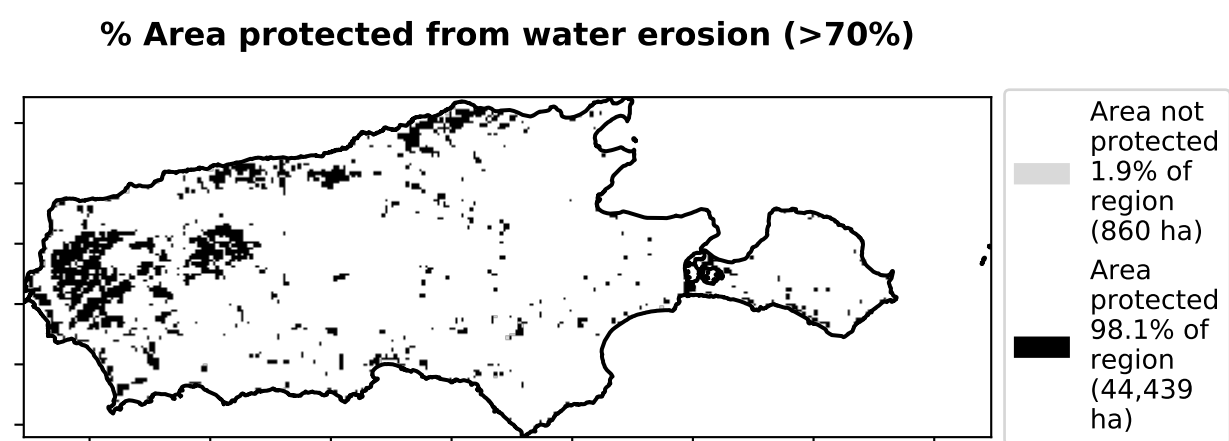 % Area protected from water erosion (>70%)
Area not
protected
1.9% of
region
(860 ha)
Area
protected
98.1% of
region
(44,439
ha)